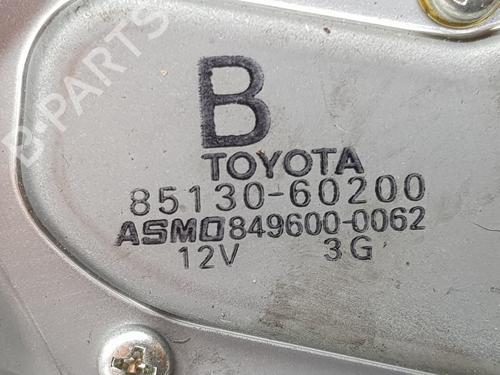 B-PARTS
B
TOYOTA
85130-60200
ASMO 849600-0062
12V 3G